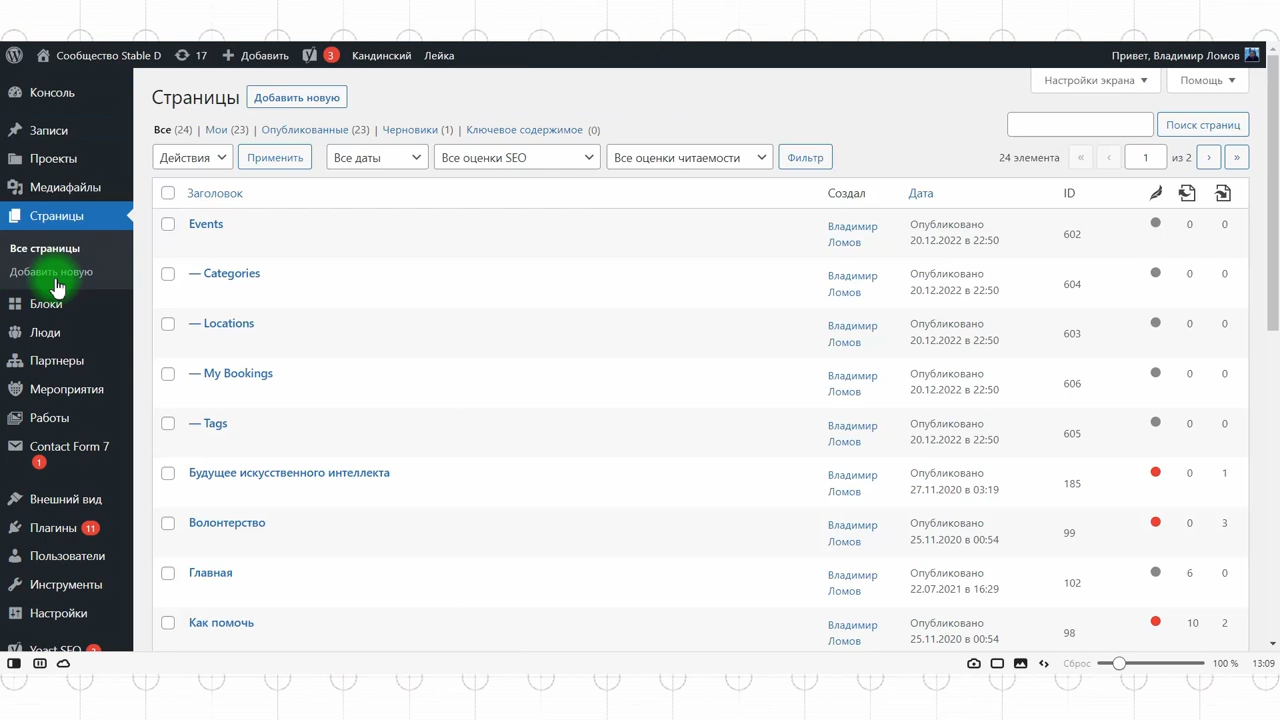 Сообщество Stable D 17 Добавить 3 Кандинский Лейка Привет, Владимир Ломов
Консоль
Записи
Проекты
Медиафайлы
Страницы
Все страницы
Добавить новую
Блоки
Люди
Партнеры
Мероприятия
Работы
Contact Form 7
1
Внешний вид
Плагины 11
Пользователи
Инструменты
Настройки
Yoast SEO
Настройки экрана Помощь
Страницы Добавить новую
Все (24) | Мои (23) | Опубликованные (23) | Черновики (1) | Ключевое содержимое (0)
Поиск страниц
Действия Применить Все даты Все оценки SEO Все оценки читаемости Фильтр 24 элемента « ‹ 1 из 2 › »
Заголовок Создал Дата ID
Events Владимир Ломов Опубликовано 20.12.2022 в 22:50 602 0 0
— Categories Владимир Ломов Опубликовано 20.12.2022 в 22:50 604 0 0
— Locations Владимир Ломов Опубликовано 20.12.2022 в 22:50 603 0 0
— My Bookings Владимир Ломов Опубликовано 20.12.2022 в 22:50 606 0 0
— Tags Владимир Ломов Опубликовано 20.12.2022 в 22:50 605 0 0
Будущее искусственного интеллекта Владимир Ломов Опубликовано 27.11.2020 в 03:19 185 0 1
Волонтерство Владимир Ломов Опубликовано 25.11.2020 в 00:54 99 0 3
Главная Владимир Ломов Опубликовано 22.07.2021 в 16:29 102 6 0
Как помочь Владимир Ломов Опубликовано 25.11.2020 в 00:54 98 10 2
Сброс 100 % 13:09